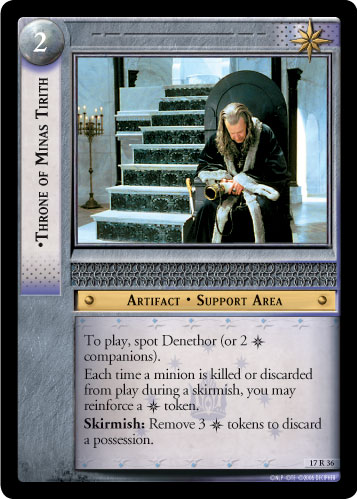 2
•Throne of Minas Tirith
Artifact • Support Area
To play, spot Denethor (or 2
companions).
Each time a minion is killed or discarded
from play during a skirmish, you may
reinforce a token.
Skirmish: Remove 3 tokens to discard
a possession.
17 R 36